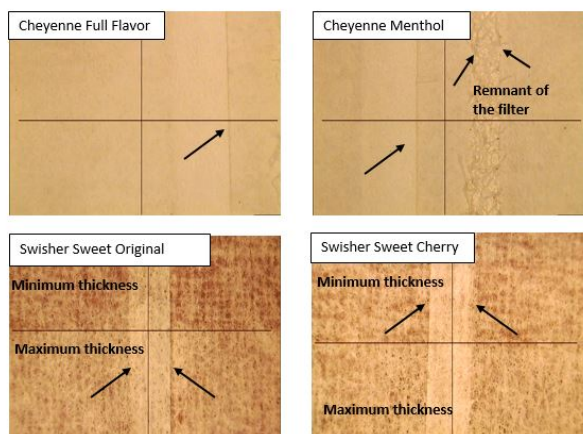 Cheyenne Full Flavor
Cheyenne Menthol
Remnant of
the filter
Swisher Sweet Original
Minimum thickness
Maximum thickness
Swisher Sweet Cherry
Minimum thickness
Maximum thickness